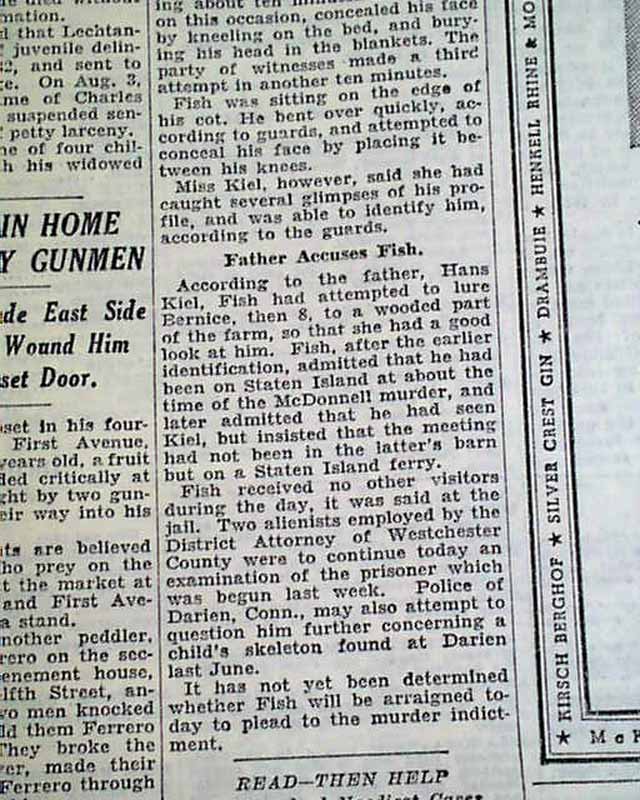 mation.
d that Lechtan-
juvenile delin-
32, and sent to
ce. On Aug. 3,
me of Charles
suspended sen-
petty larceny.
ne of four chil-
h his widowed
IN HOME
Y GUNMEN
de East Side
Wound Him
set Door.
set in his four-
First Avenue,
years old, a fruit
ded critically at
ght by two gun-
eir way into his
ts are believed
ho prey on the
t the market at
and First Ave-
a stand.
nother peddler,
rero on the sec-
enement house,
lfth Street, an-
wo men knocked
ld them Ferrero
They broke the
er, made their
Ferrero through
ing about ten minutes
on this occasion, concealed his face
by kneeling on the bed, and bury-
ing his head in the blankets. The
party of witnesses made a third
attempt in another ten minutes.
Fish was sitting on the edge of
his cot. He bent over quickly, ac-
cording to guards, and attempted to
conceal his face by placing it be-
tween his knees.
Miss Kiel, however, said she had
caught several glimpses of his pro-
file, and was able to identify him,
according to the guards.
Father Accuses Fish.
According to the father, Hans
Kiel, Fish had attempted to lure
Bernice, then 8, to a wooded part
of the farm, so that she had a good
look at him. Fish, after the earlier
identification, admitted that he had
been on Staten Island at about the
time of the McDonnell murder, and
later admitted that he had seen
Kiel, but insisted that the meeting
had not been in the latter's barn
but on a Staten Island ferry.
Fish received no other visitors
during the day, it was said at the
jail. Two alienists employed by the
District Attorney of Westchester
County were to continue today an
examination of the prisoner which
was begun last week. Police of
Darien, Conn., may also attempt to
question him further concerning a
child's skeleton found at Darien
last June.
It has not yet been determined
whether Fish will be arraigned to-
day to plead to the murder indict-
ment.
READ—THEN HELP
★ KIRSCH BERGHOF ★ SILVER CREST GIN ★ DRAMBUIE ★ HENKELL RHINE & MO
McK